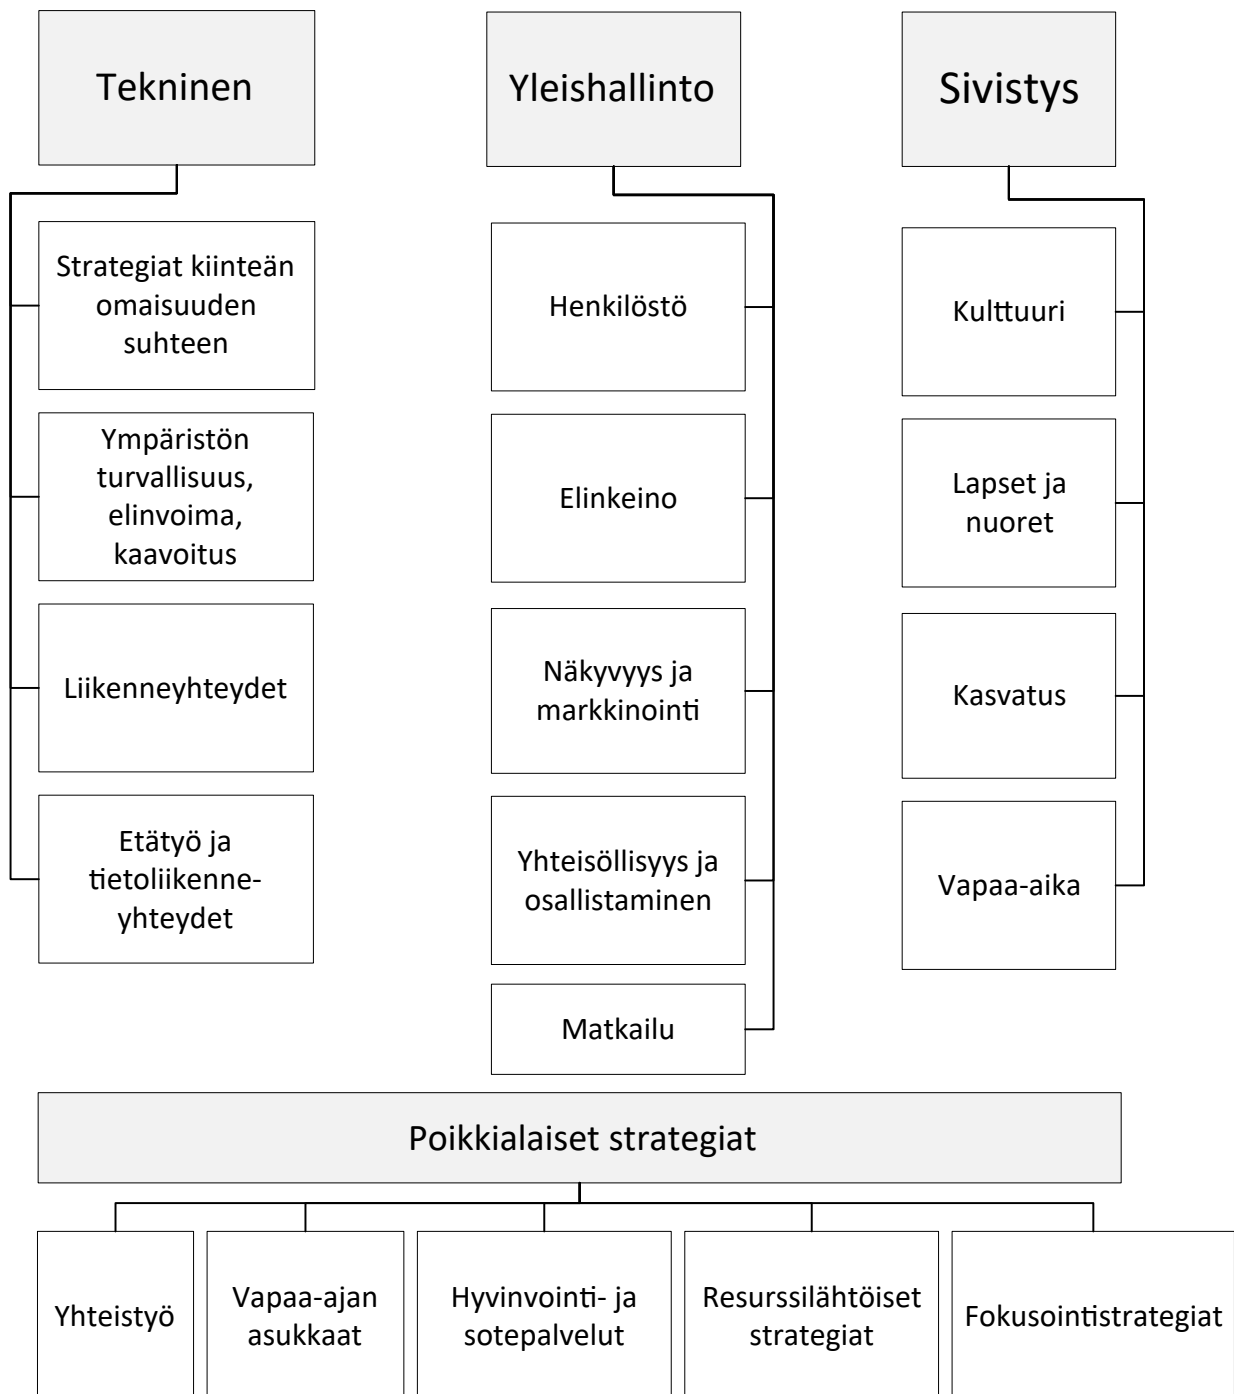 Tekninen
Strategiat kiinteän
omaisuuden
suhteen
Ympäristön
turvallisuus,
elinvoima,
kaavoitus
Liikenneyhteydet
Etätyö ja
tietoliikenne-
yhteydet
Yleishallinto
Henkilöstö
Elinkeino
Näkyvyys ja
markkinointi
Yhteisöllisyys ja
osallistaminen
Matkailu
Sivistys
Kulttuuri
Lapset ja
nuoret
Kasvatus
Vapaa-aika
Poikkialaiset strategiat
Yhteistyö
Vapaa-ajan
asukkaat
Hyvinvointi- ja
sotepalvelut
Resurssilähtöiset
strategiat
Fokusointistrategiat